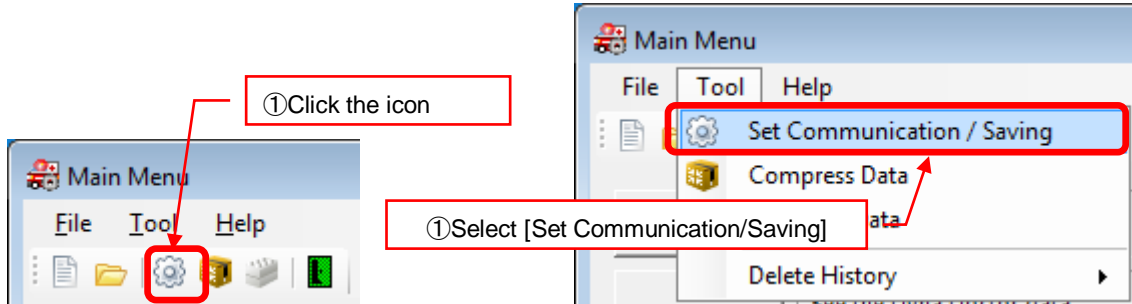 ①Click the icon
Main Menu
File Tool Help
Main Menu
File Tool Help
Set Communication / Saving
Compress Data
①Select [Set Communication/Saving]
ata
Delete History